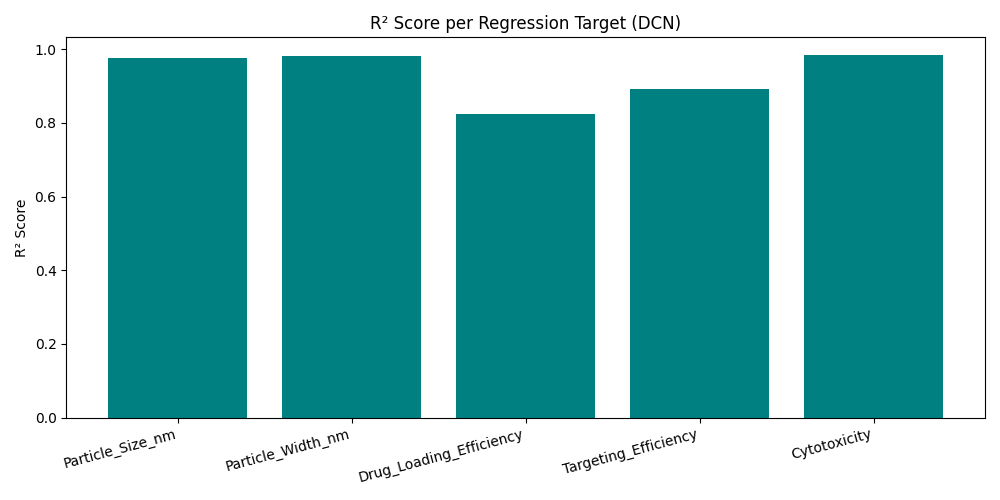 R² Score per Regression Target (DCN)
R² Score
1.0
0.8
0.6
0.4
0.2
0.0
Particle_Size_nm
Particle_Width_nm
Drug_Loading_Efficiency
Targeting_Efficiency
Cytotoxicity